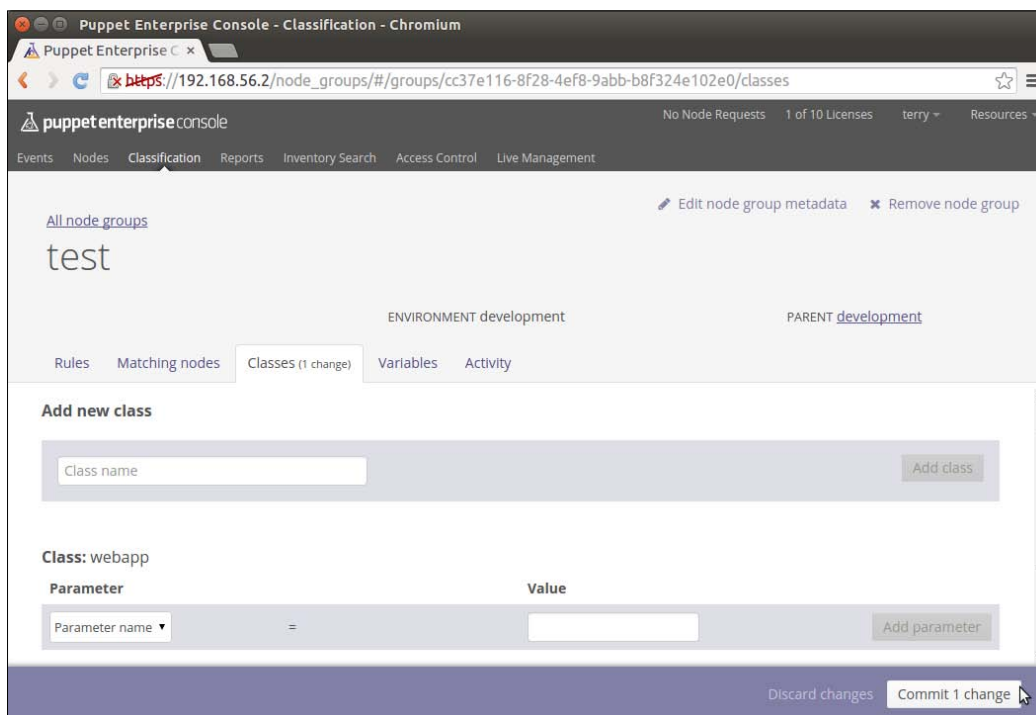 Puppet Enterprise Console - Classification - Chromium
Puppet Enterprise C
https://192.168.56.2/node_groups/#/groups/cc37e116-8f28-4ef8-9abb-b8f324e102e0/classes
puppet enterprise console
No Node Requests 1 of 10 Licenses terry Resources
Events Nodes Classification Reports Inventory Search Access Control Live Management
Edit node group metadata Remove node group
All node groups
test
ENVIRONMENT development PARENT development
Rules Matching nodes Classes (1 change) Variables Activity
Add new class
Class name Add class
Class: webapp
Parameter Value
Parameter name = Add parameter
Discard changes Commit 1 change